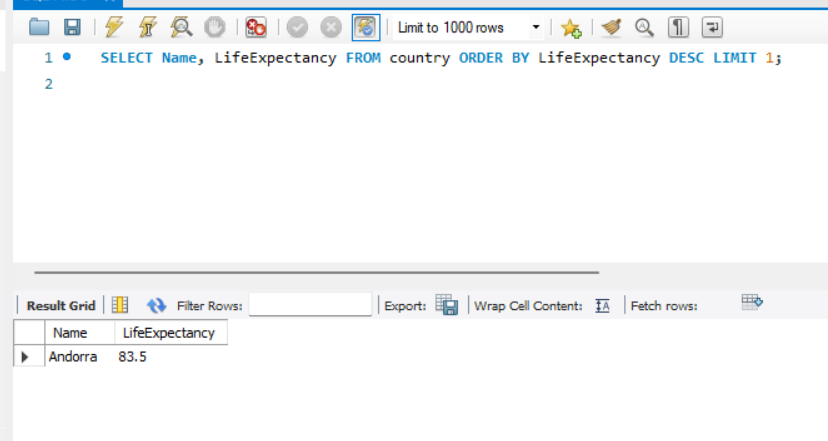 Limit to 1000 rows
1 SELECT Name, LifeExpectancy FROM country ORDER BY LifeExpectancy DESC LIMIT 1;
2
Result Grid Filter Rows: Export: Wrap Cell Content: Fetch rows:
Name LifeExpectancy
Andorra 83.5